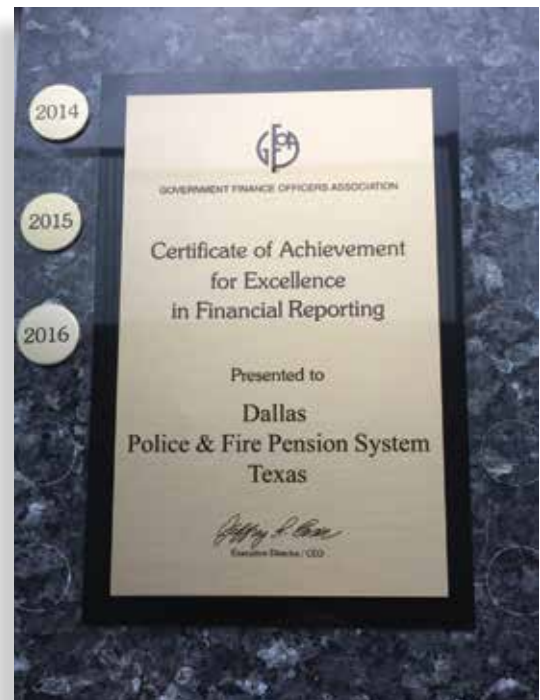 2014
2015
2016
GFOA
GOVERNMENT FINANCE OFFICERS ASSOCIATION
Certificate of Achievement
for Excellence
in Financial Reporting
Presented to
Dallas
Police & Fire Pension System
Texas
Executive Director / CEO